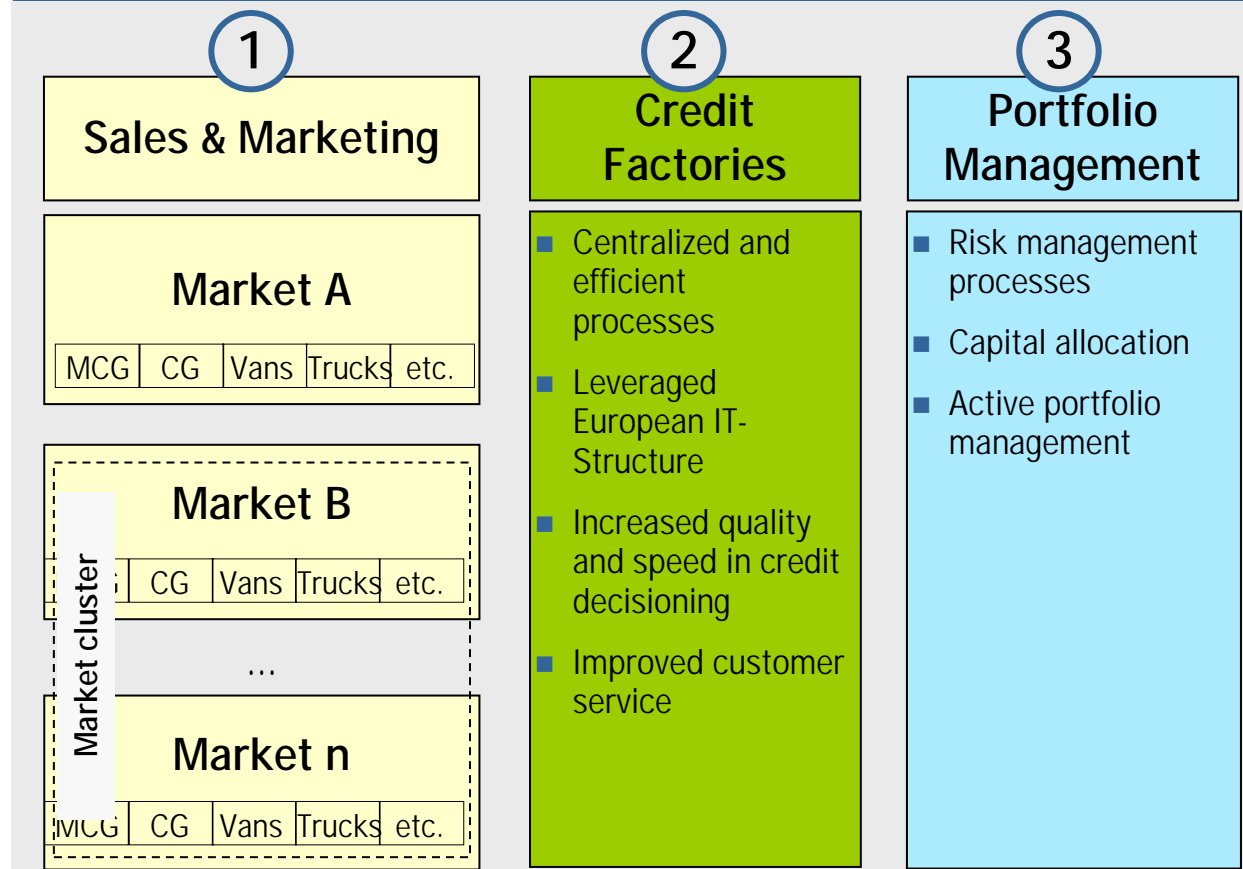 1
Sales & Marketing
Market A
MCG CG Vans Trucks etc.
Market B
CG Vans Trucks etc.
Market cluster
...
Market n
MCG CG Vans Trucks etc.
2
Credit
Factories
Centralized and
efficient
processes
Leveraged
European IT-
Structure
Increased quality
and speed in credit
decisioning
Improved customer
service
3
Portfolio
Management
Risk management
processes
Capital allocation
Active portfolio
management